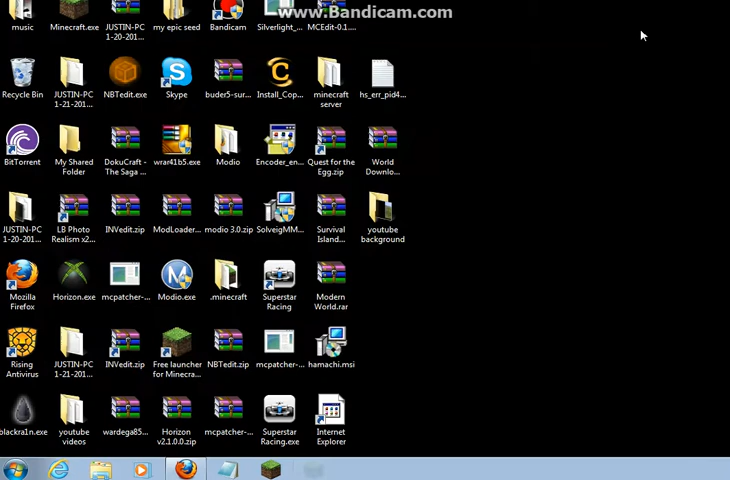 www.Bandicam.com
music
Minecraft.exe
JUSTIN-PC
1-20-201...
my epic seed
Bandicam
Silverlight_...
MCEdit-0.1....
Recycle Bin
JUSTIN-PC
1-21-201...
NBTedit.exe
Skype
buder5-sur...
Install_Cop...
minecraft
server
hs_err_pid4...
BitTorrent
My Shared
Folder
DokuCraft -
The Saga ...
wrar41b5.exe
Modio
Encoder_en...
Quest for the
Egg.zip
World
Downlo...
JUSTIN-PC
1-20-201...
LB Photo
Realism x2...
INVedit.zip
ModLoader...
modio 3.0.zip
SolveigMM...
Survival
Island...
youtube
background
Mozilla
Firefox
Horizon.exe
mcpatcher-...
Modio.exe
.minecraft
Superstar
Racing
Modern
World.rar
Rising
Antivirus
JUSTIN-PC
1-21-201...
INVedit.zip
Free launcher
for Minecra...
NBTedit.zip
mcpatcher-...
hamachi.msi
blackra1n.exe
youtube
videos
wardega85...
Horizon
v2.1.0.0.zip
mcpatcher-...
Superstar
Racing.exe
Internet
Explorer